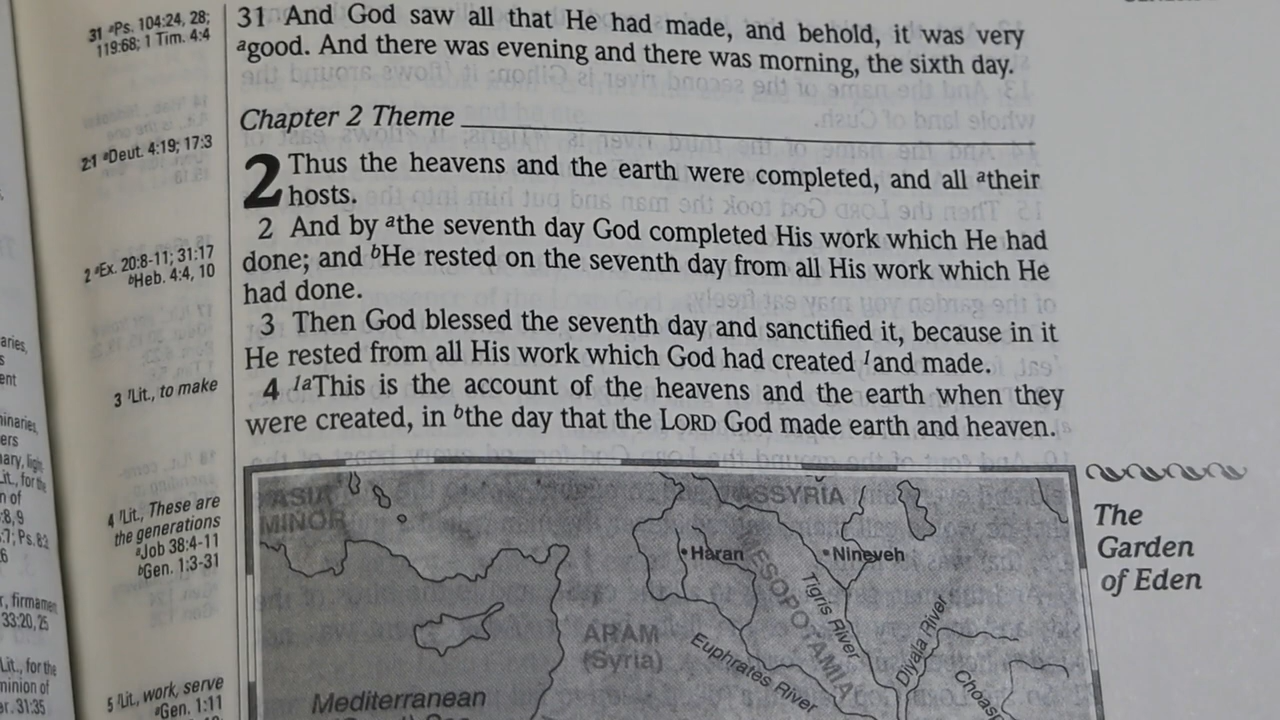 31 aPs. 104:24, 28;
119:68; 1 Tim. 4:4
31 And God saw all that He had made, and behold, it was very
agood. And there was evening and there was morning, the sixth day.
Chapter 2 Theme
2:1 aDeut. 4:19; 17:3
2 Thus the heavens and the earth were completed, and all atheir
hosts.
2 aEx. 20:8-11; 31:17
bHeb. 4:4, 10
2 And by athe seventh day God completed His work which He had
done; and bHe rested on the seventh day from all His work which He
had done.
3 Then God blessed the seventh day and sanctified it, because in it
He rested from all His work which God had created 1and made.
3 1Lit., to make
4 1aThis is the account of the heavens and the earth when they
were created, in bthe day that the LORD God made earth and heaven.
4 1Lit., These are
the generations
aJob 38:4-11
bGen. 1:3-31
5 1Lit., work, serve
aGen. 1:11
The
Garden
of Eden
ASIA
MINOR
ASSYRIA
Haran
Nineveh
MESOPOTAMIA
Tigris River
Diyala River
ARAM
(Syria)
Euphrates River
Mediterranean
aries,
ent
ers
Lit., for the
n of
:8,9
:7; Ps. 82
6
r, firmamen
33:20, 25
Lit., for the
minion of
er. 31:35